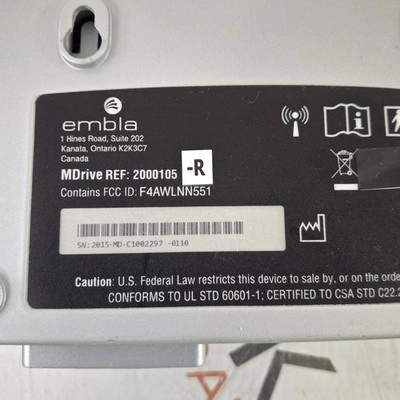 embla
1 Hines Road, Suite 202
Kanata, Ontario K2K3C7
Canada
MDrive REF: 2000105 -R
Contains FCC ID: F4AWLNN551
SN: 2015-MD-C1002297 -0110
Caution: U.S. Federal Law restricts this device to sale by, or on the orde
CONFORMS TO UL STD 60601-1; CERTIFIED TO CSA STD C22.2